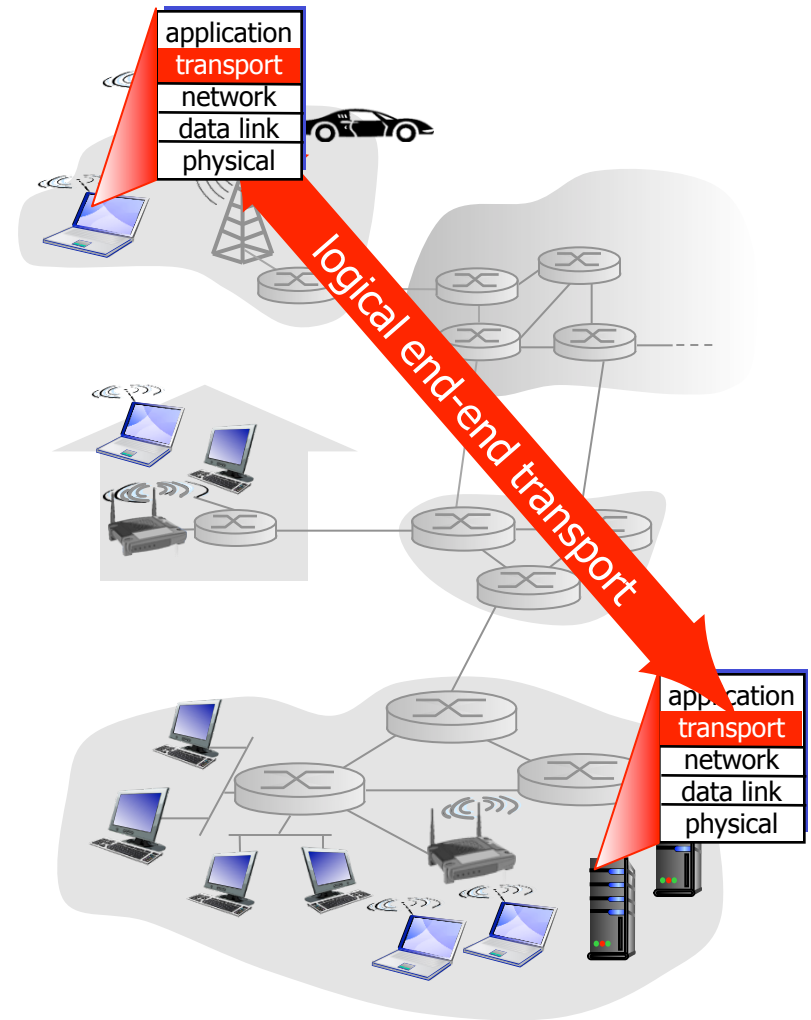 application
transport
network
data link
physical
logical end-end transport
application
transport
network
data link
physical